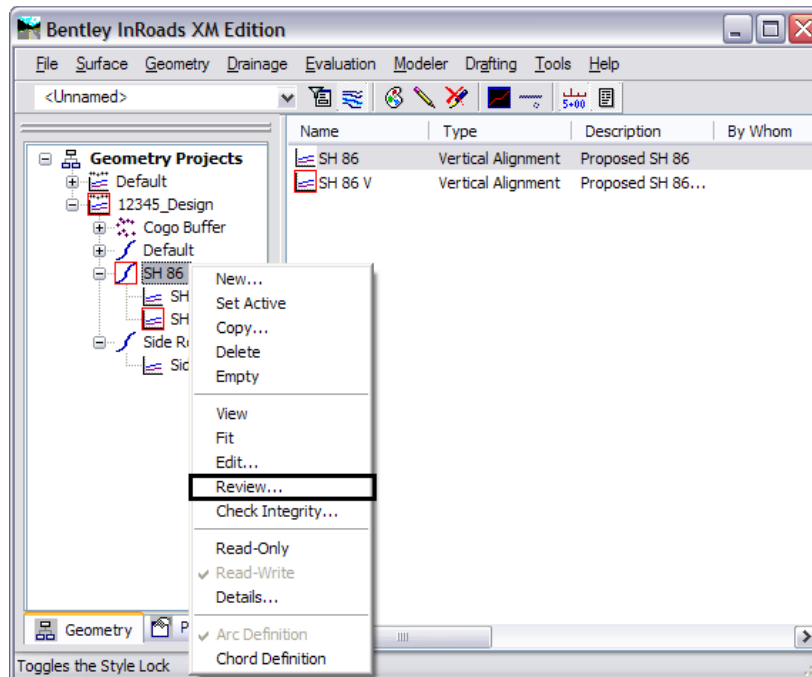 Bentley InRoads XM Edition
File Surface Geometry Drainage Evaluation Modeler Drafting Tools Help
<Unnamed>
5+00
Name Type Description By Whom
SH 86 Vertical Alignment Proposed SH 86
SH 86 V Vertical Alignment Proposed SH 86...
Geometry Projects
Default
12345_Design
Cogo Buffer
Default
SH 86
SH
SH
Side R
Sid
New...
Set Active
Copy...
Delete
Empty
View
Fit
Edit...
Review...
Check Integrity...
Read-Only
Read-Write
Details...
Arc Definition
Chord Definition
Geometry P
Toggles the Style Lock